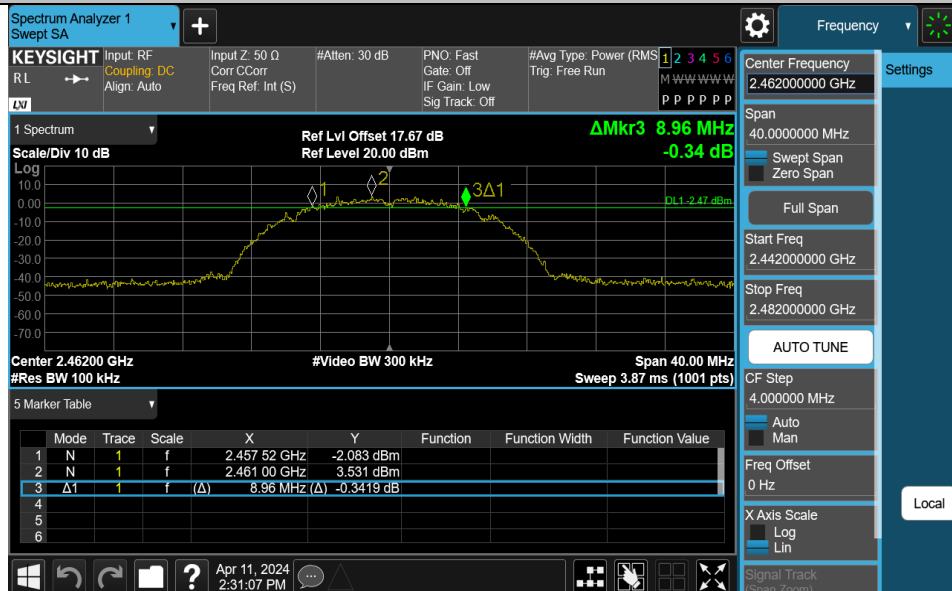 Spectrum Analyzer 1
Swept SA
+
Frequency
KEYSIGHT
RL
LXI
Input: RF
Coupling: DC
Align: Auto
Input Z: 50 Ω
Corr CCorr
Freq Ref: Int (S)
#Atten: 30 dB
PNO: Fast
Gate: Off
IF Gain: Low
Sig Track: Off
#Avg Type: Power (RMS
Trig: Free Run
1 2 3 4 5 6
M W W W W W
P P P P P P
1 Spectrum
Scale/Div 10 dB
Ref Lvl Offset 17.67 dB
Ref Level 20.00 dBm
ΔMkr3 8.96 MHz
-0.34 dB
Log
10.0
0.00
-10.0
-20.0
-30.0
-40.0
-50.0
-60.0
-70.0
1
2
3Δ1
DL1 -2.47 dBm
Center 2.46200 GHz
#Video BW 300 kHz
Span 40.00 MHz
#Res BW 100 kHz
Sweep 3.87 ms (1001 pts)
5 Marker Table
Mode Trace Scale X Y Function Function Width Function Value
1 N 1 f 2.457 52 GHz -2.083 dBm
2 N 1 f 2.461 00 GHz 3.531 dBm
3 Δ1 1 f (Δ) 8.96 MHz (Δ) -0.3419 dB
4
5
6
?
Apr 11, 2024
2:31:07 PM
Center Frequency
2.462000000 GHz
Span
40.0000000 MHz
Swept Span
Zero Span
Full Span
Start Freq
2.442000000 GHz
Stop Freq
2.482000000 GHz
AUTO TUNE
CF Step
4.000000 MHz
Auto
Man
Freq Offset
0 Hz
X Axis Scale
Log
Lin
Signal Track
(Span Zoom)
Settings
Local